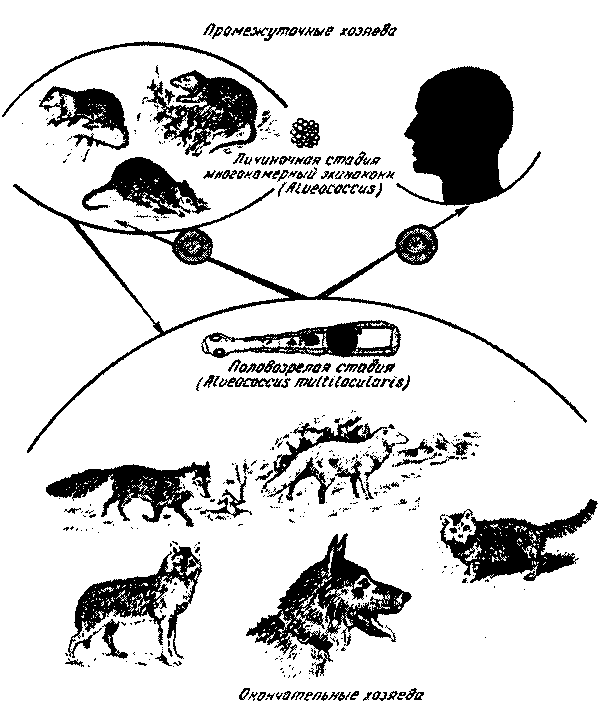 Промежуточные хозяева
Личиночная стадия
многокамерный эхинококк
(Alveococcus)
Половозрелая стадия
(Alveococcus multilocularis)
Окончательные хозяева